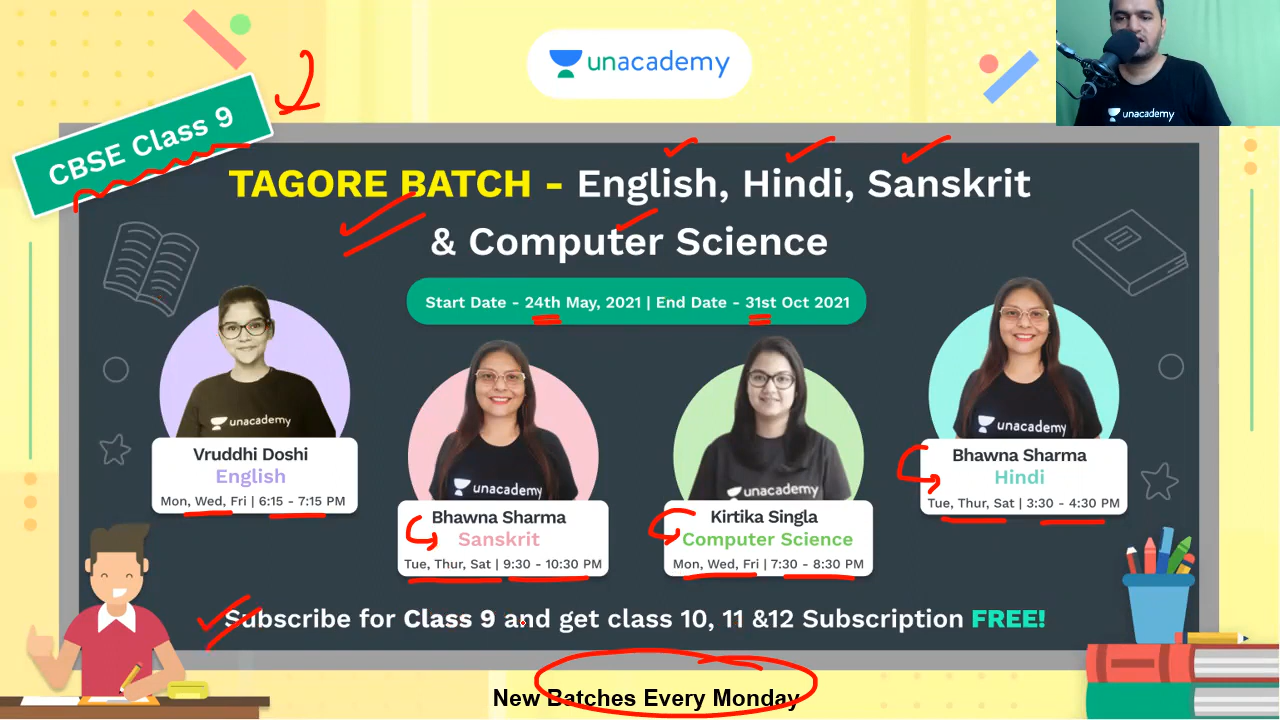 unacademy
unacademy
CBSE Class 9
TAGORE BATCH - English, Hindi, Sanskrit
& Computer Science
Start Date - 24th May, 2021 | End Date - 31st Oct 2021
unacademy
Vruddhi Doshi
English
Mon, Wed, Fri | 6:15 - 7:15 PM
unacademy
Bhawna Sharma
Sanskrit
Tue, Thur, Sat | 9:30 - 10:30 PM
unacademy
Kirtika Singla
Computer Science
Mon, Wed, Fri | 7:30 - 8:30 PM
unacademy
Bhawna Sharma
Hindi
Tue, Thur, Sat | 3:30 - 4:30 PM
Subscribe for Class 9 and get class 10, 11 &12 Subscription FREE!
New Batches Every Monday